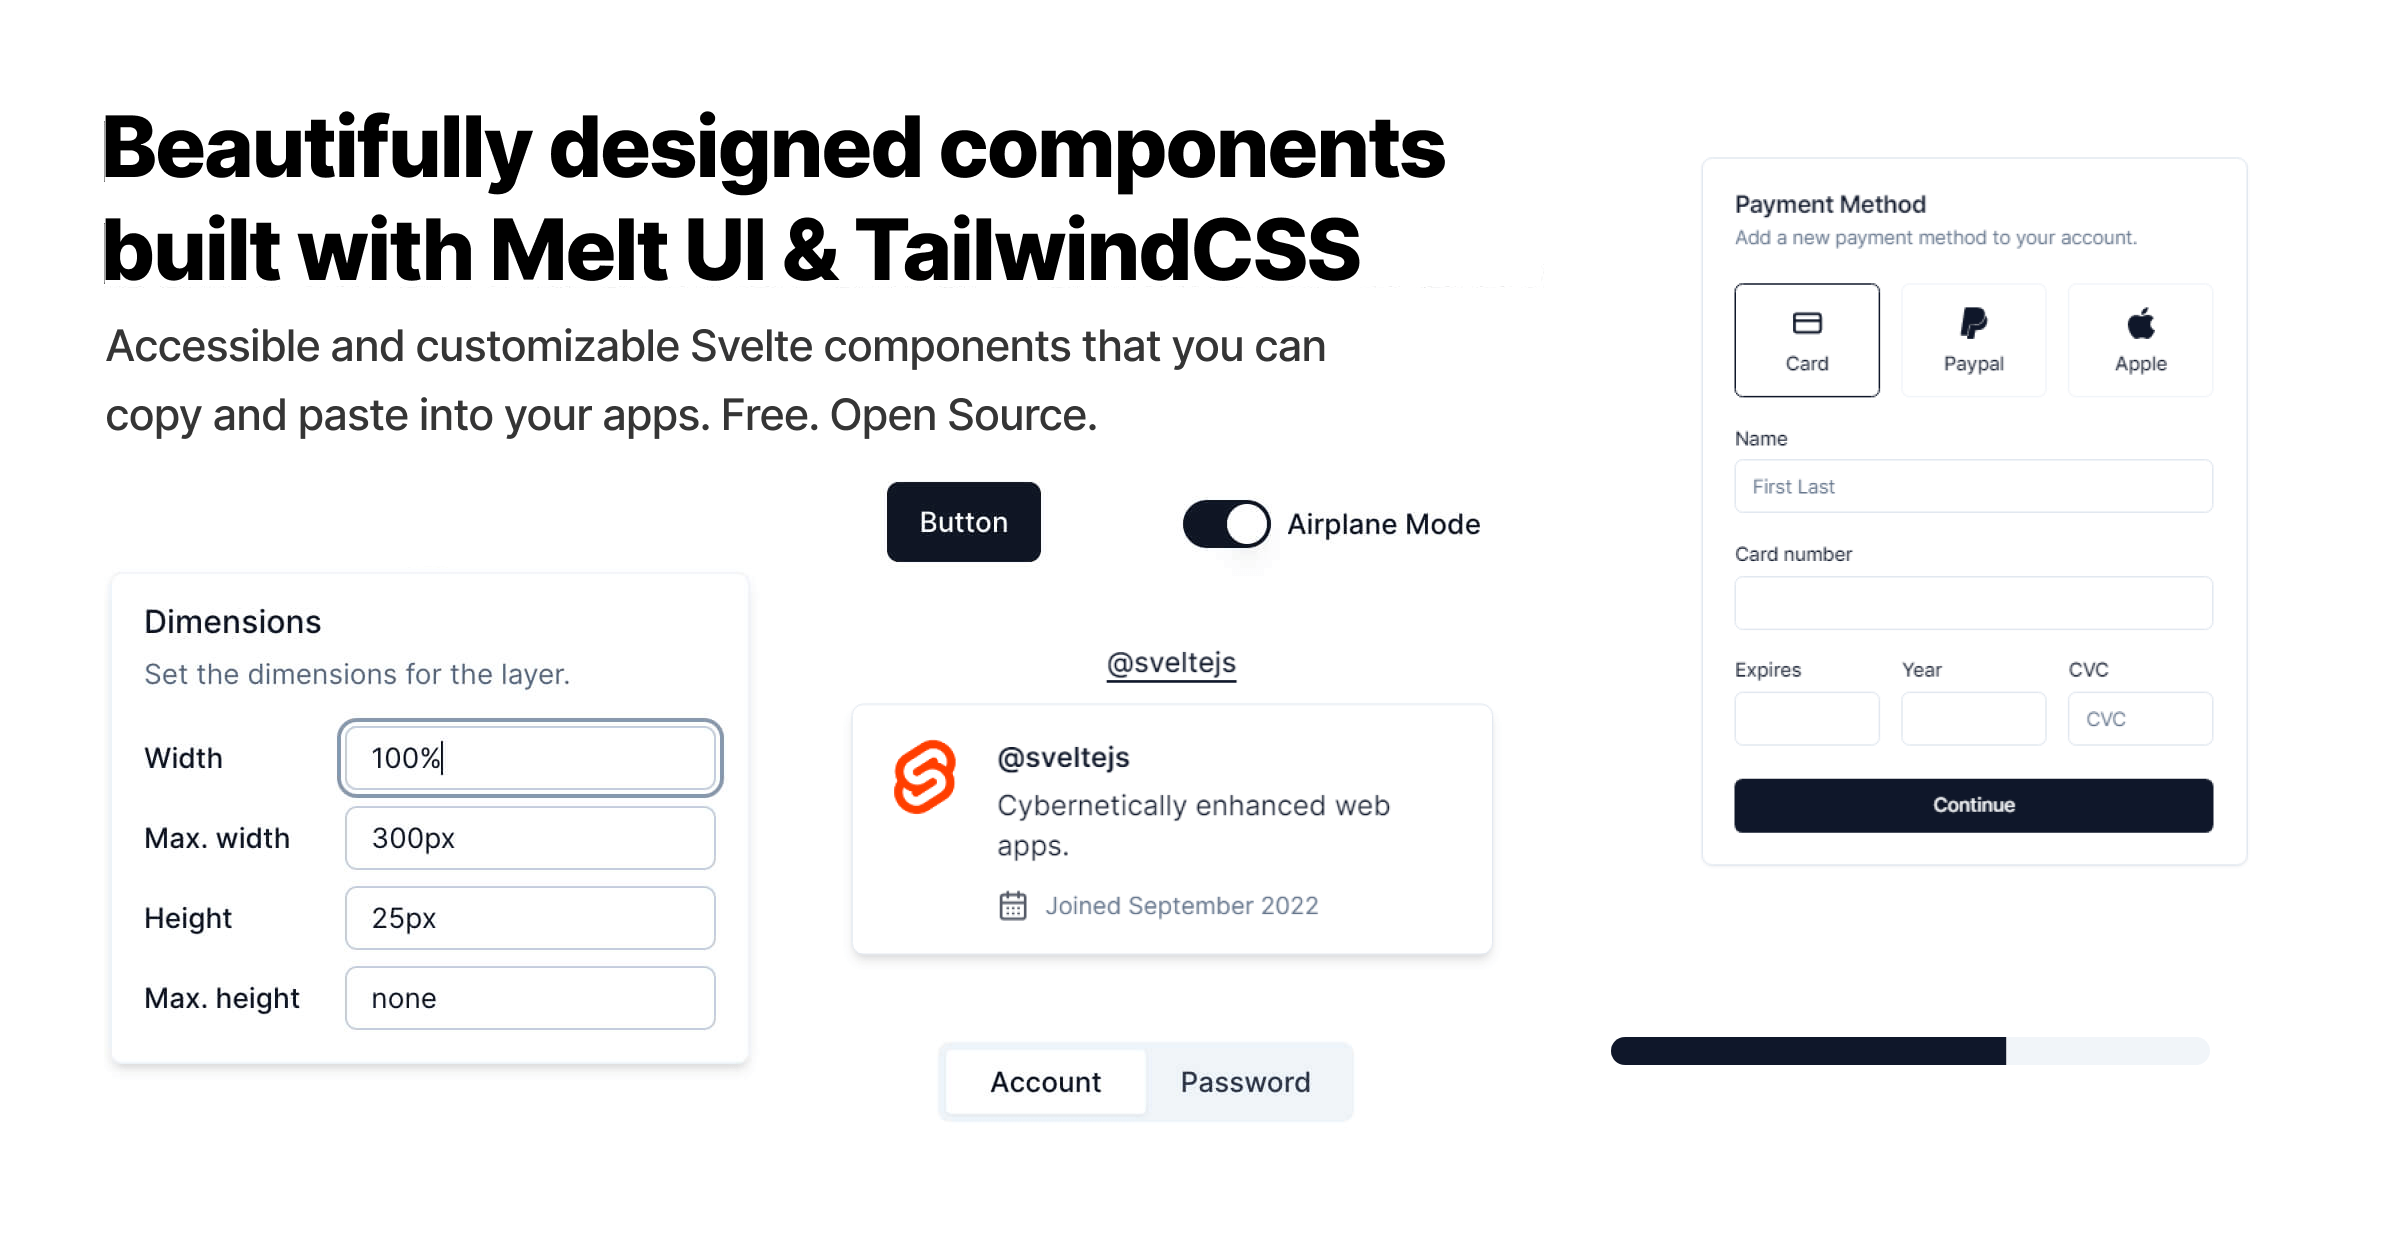 Beautifully designed components
built with Melt UI & TailwindCSS
Accessible and customizable Svelte components that you can
copy and paste into your apps. Free. Open Source.
Button
Airplane Mode
Dimensions
Set the dimensions for the layer.
Width
100%
Max. width
300px
Height
25px
Max. height
none
@sveltejs
@sveltejs
Cybernetically enhanced web
apps.
Joined September 2022
Account
Password
Payment Method
Add a new payment method to your account.
Card
Paypal
Apple
Name
First Last
Card number
Expires
Year
CVC
CVC
Continue